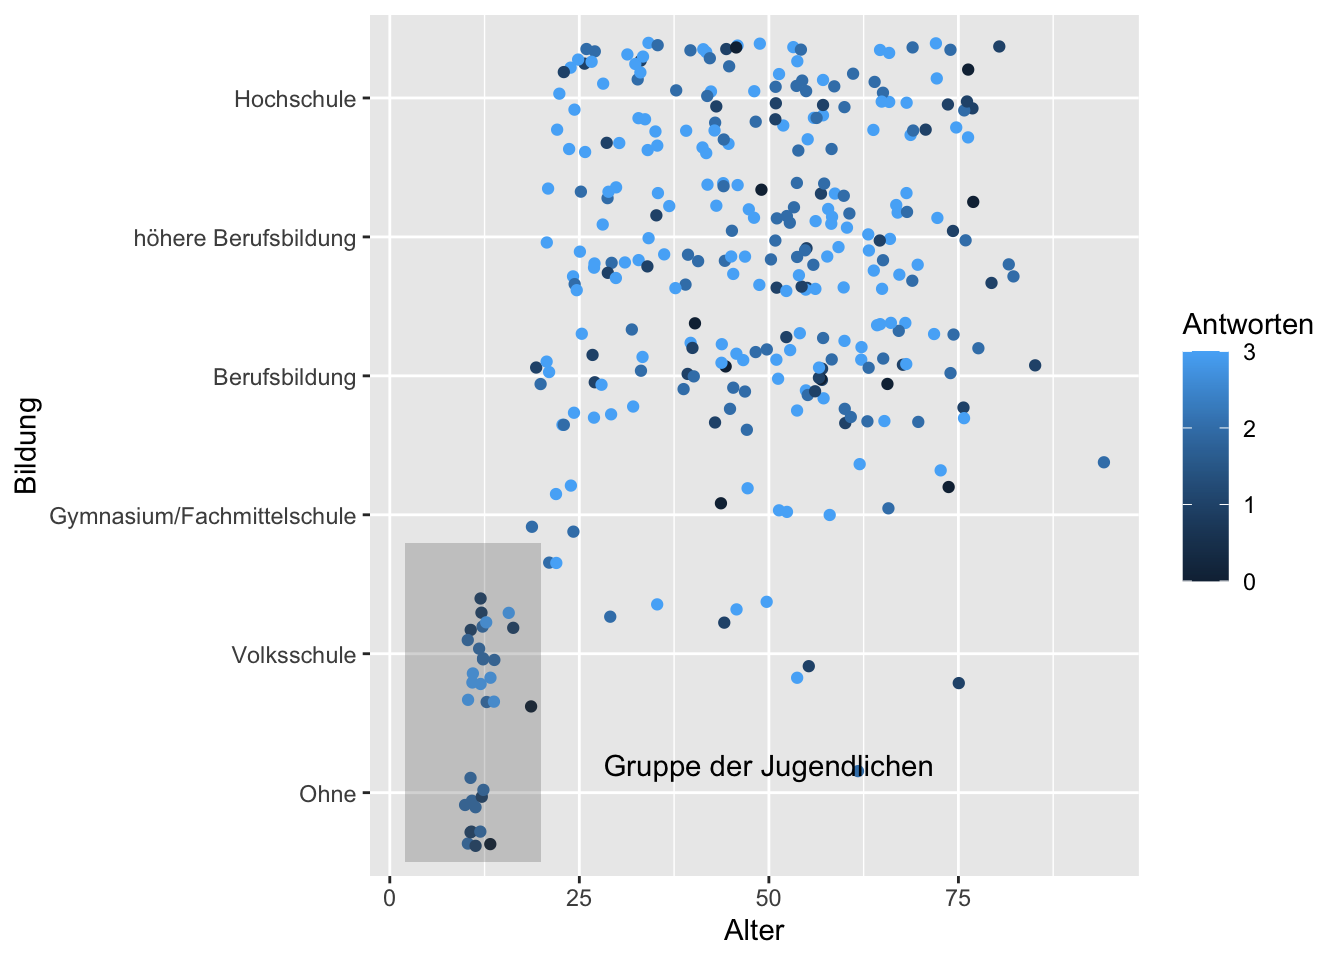 Hochschule
höhere Berufsbildung
Berufsbildung
Gymnasium/Fachmittelschule
Volksschule
Ohne
Bildung
Gruppe der Jugendlichen
0
25
50
75
Alter
Antworten
3
2
1
0